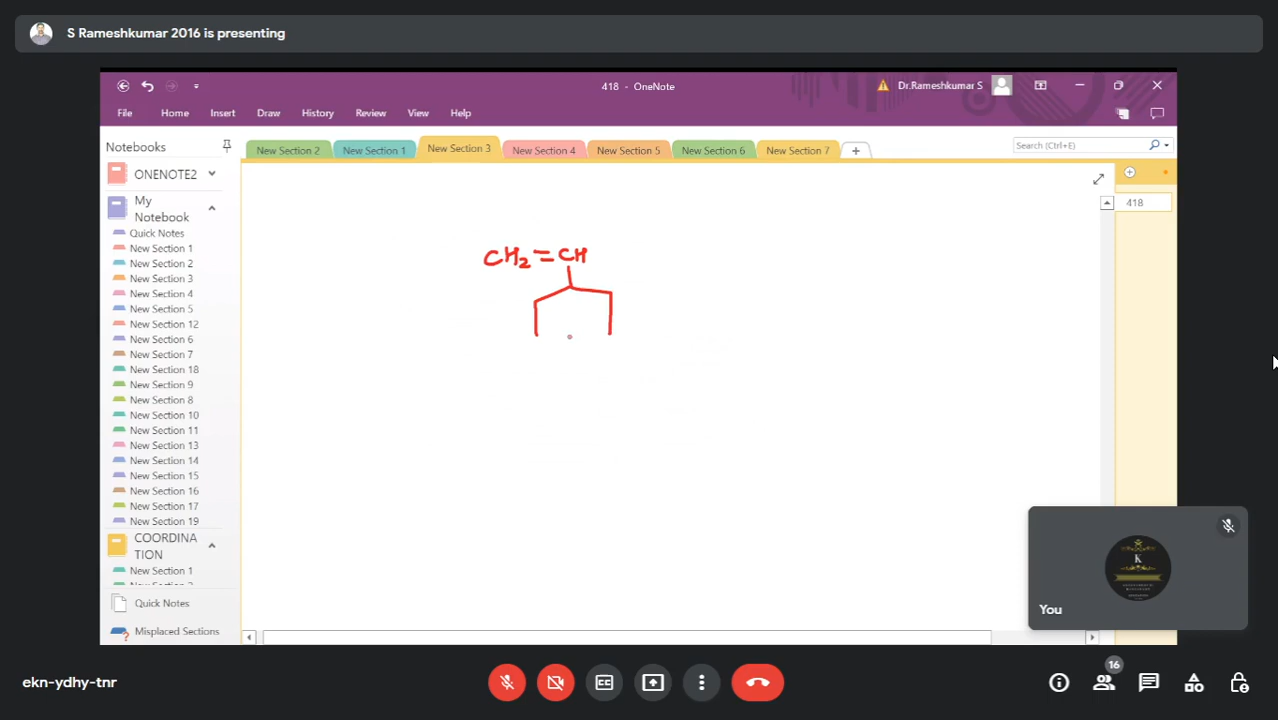 S Rameshkumar 2016 is presenting
418 - OneNote
Dr.Rameshkumar S
File Home Insert Draw History Review View Help
Notebooks
New Section 2 New Section 1 New Section 3 New Section 4 New Section 5 New Section 6 New Section 7 +
Search (Ctrl+E)
ONENOTE2
My
Notebook
Quick Notes
New Section 1
New Section 2
New Section 3
New Section 4
New Section 5
New Section 12
New Section 6
New Section 7
New Section 18
New Section 9
New Section 8
New Section 10
New Section 11
New Section 13
New Section 14
New Section 15
New Section 16
New Section 17
New Section 19
COORDINA
TION
New Section 1
Quick Notes
Misplaced Sections
418
CH₂=CH
K
You
ekn-ydhy-tnr
CC
16